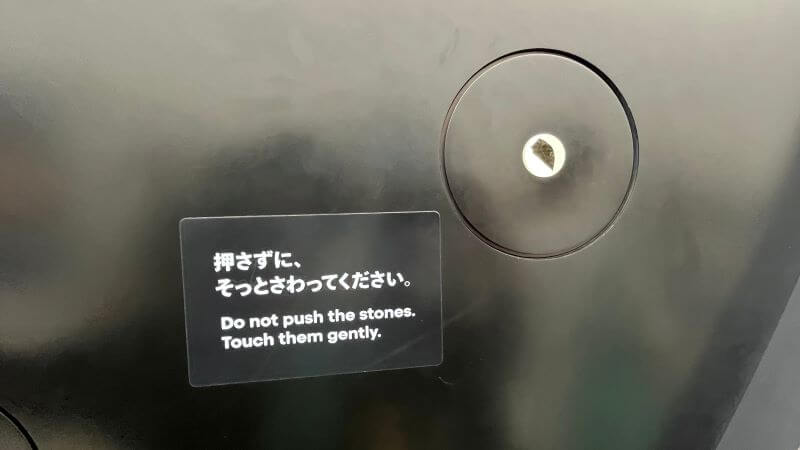 押さずに、
そっとさわってください。
Do not push the stones.
Touch them gently.